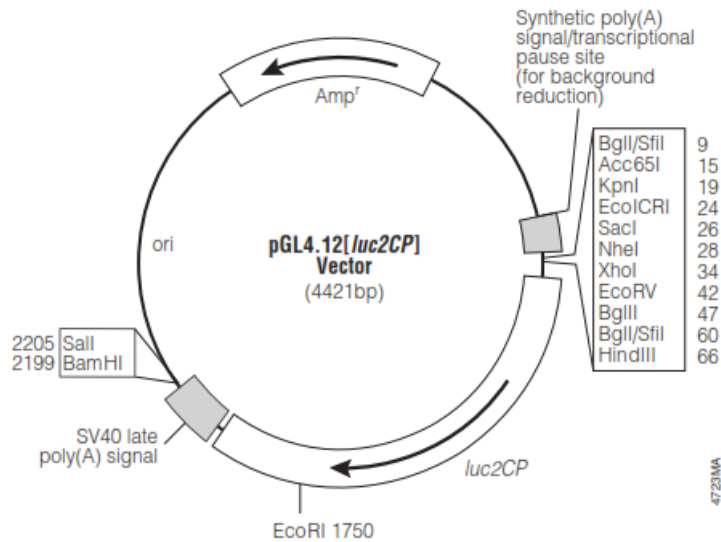 Synthetic poly(A)
signal/transcriptional
pause site
(for background
reduction)
Ampʳ
BglI/SfiI 9
Acc65I 15
KpnI 19
EcoICRI 24
SacI 26
NheI 28
XhoI 34
EcoRV 42
BglII 47
BglI/SfiI 60
HindIII 66
ori
pGL4.12[luc2CP]
Vector
(4421bp)
2205 SalI
2199 BamHI
SV40 late
poly(A) signal
luc2CP
EcoRI 1750
4723MA